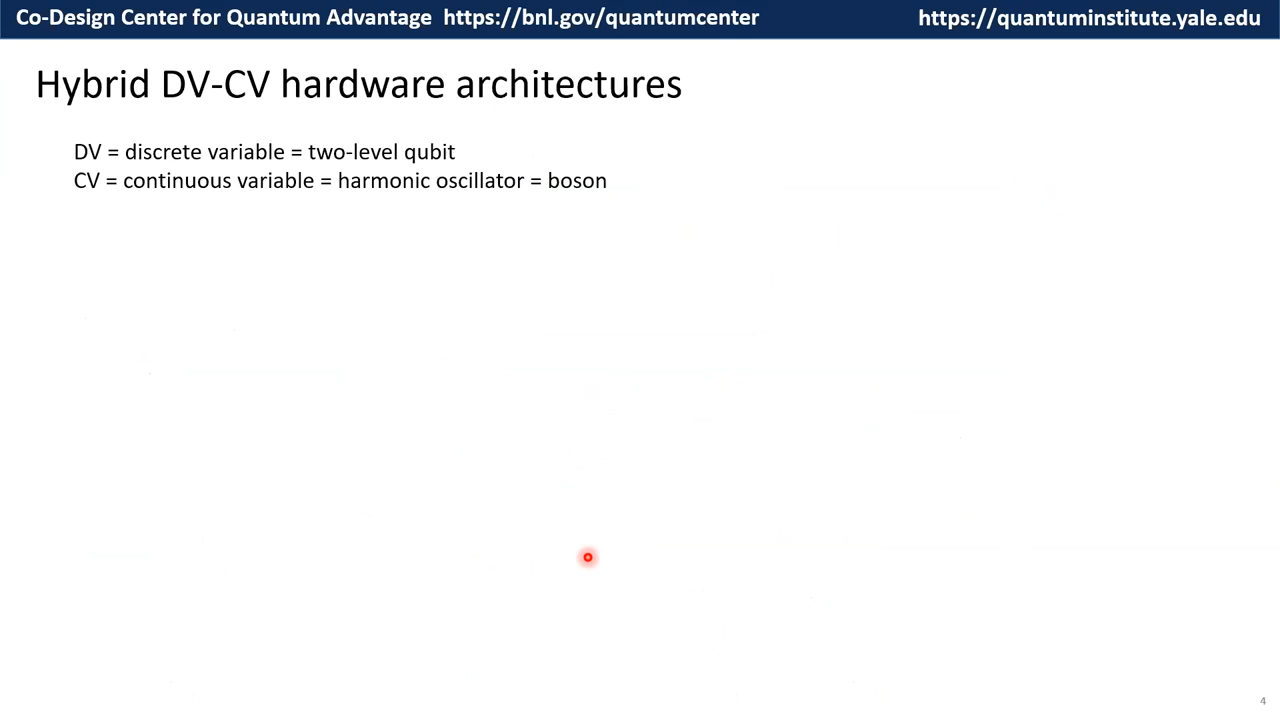 Co-Design Center for Quantum Advantage https://bnl.gov/quantumcenter https://quantuminstitute.yale.edu
Hybrid DV-CV hardware architectures
DV = discrete variable = two-level qubit
CV = continuous variable = harmonic oscillator = boson
4